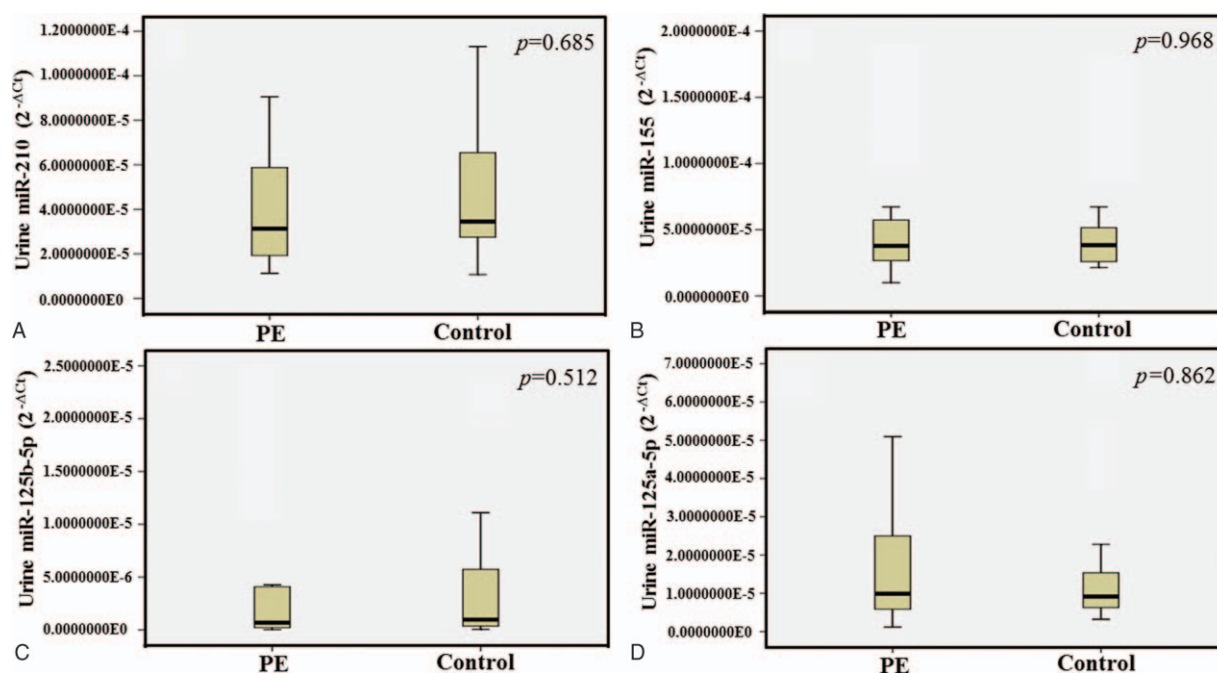 Urine miR-210 (2^-ΔCt)
1.2000000E-4
1.0000000E-4
8.0000000E-5
6.0000000E-5
4.0000000E-5
2.0000000E-5
0.0000000E0
p=0.685
PE Control
A
Urine miR-155 (2^-ΔCt)
2.0000000E-4
1.5000000E-4
1.0000000E-4
5.0000000E-5
0.0000000E0
p=0.968
PE Control
B
Urine miR-125b-5p (2^-ΔCt)
2.5000000E-5
2.0000000E-5
1.5000000E-5
1.0000000E-5
5.0000000E-6
0.0000000E0
p=0.512
PE Control
C
Urine miR-125a-5p (2^-ΔCt)
7.0000000E-5
6.0000000E-5
5.0000000E-5
4.0000000E-5
3.0000000E-5
2.0000000E-5
1.0000000E-5
0.0000000E0
p=0.862
PE Control
D